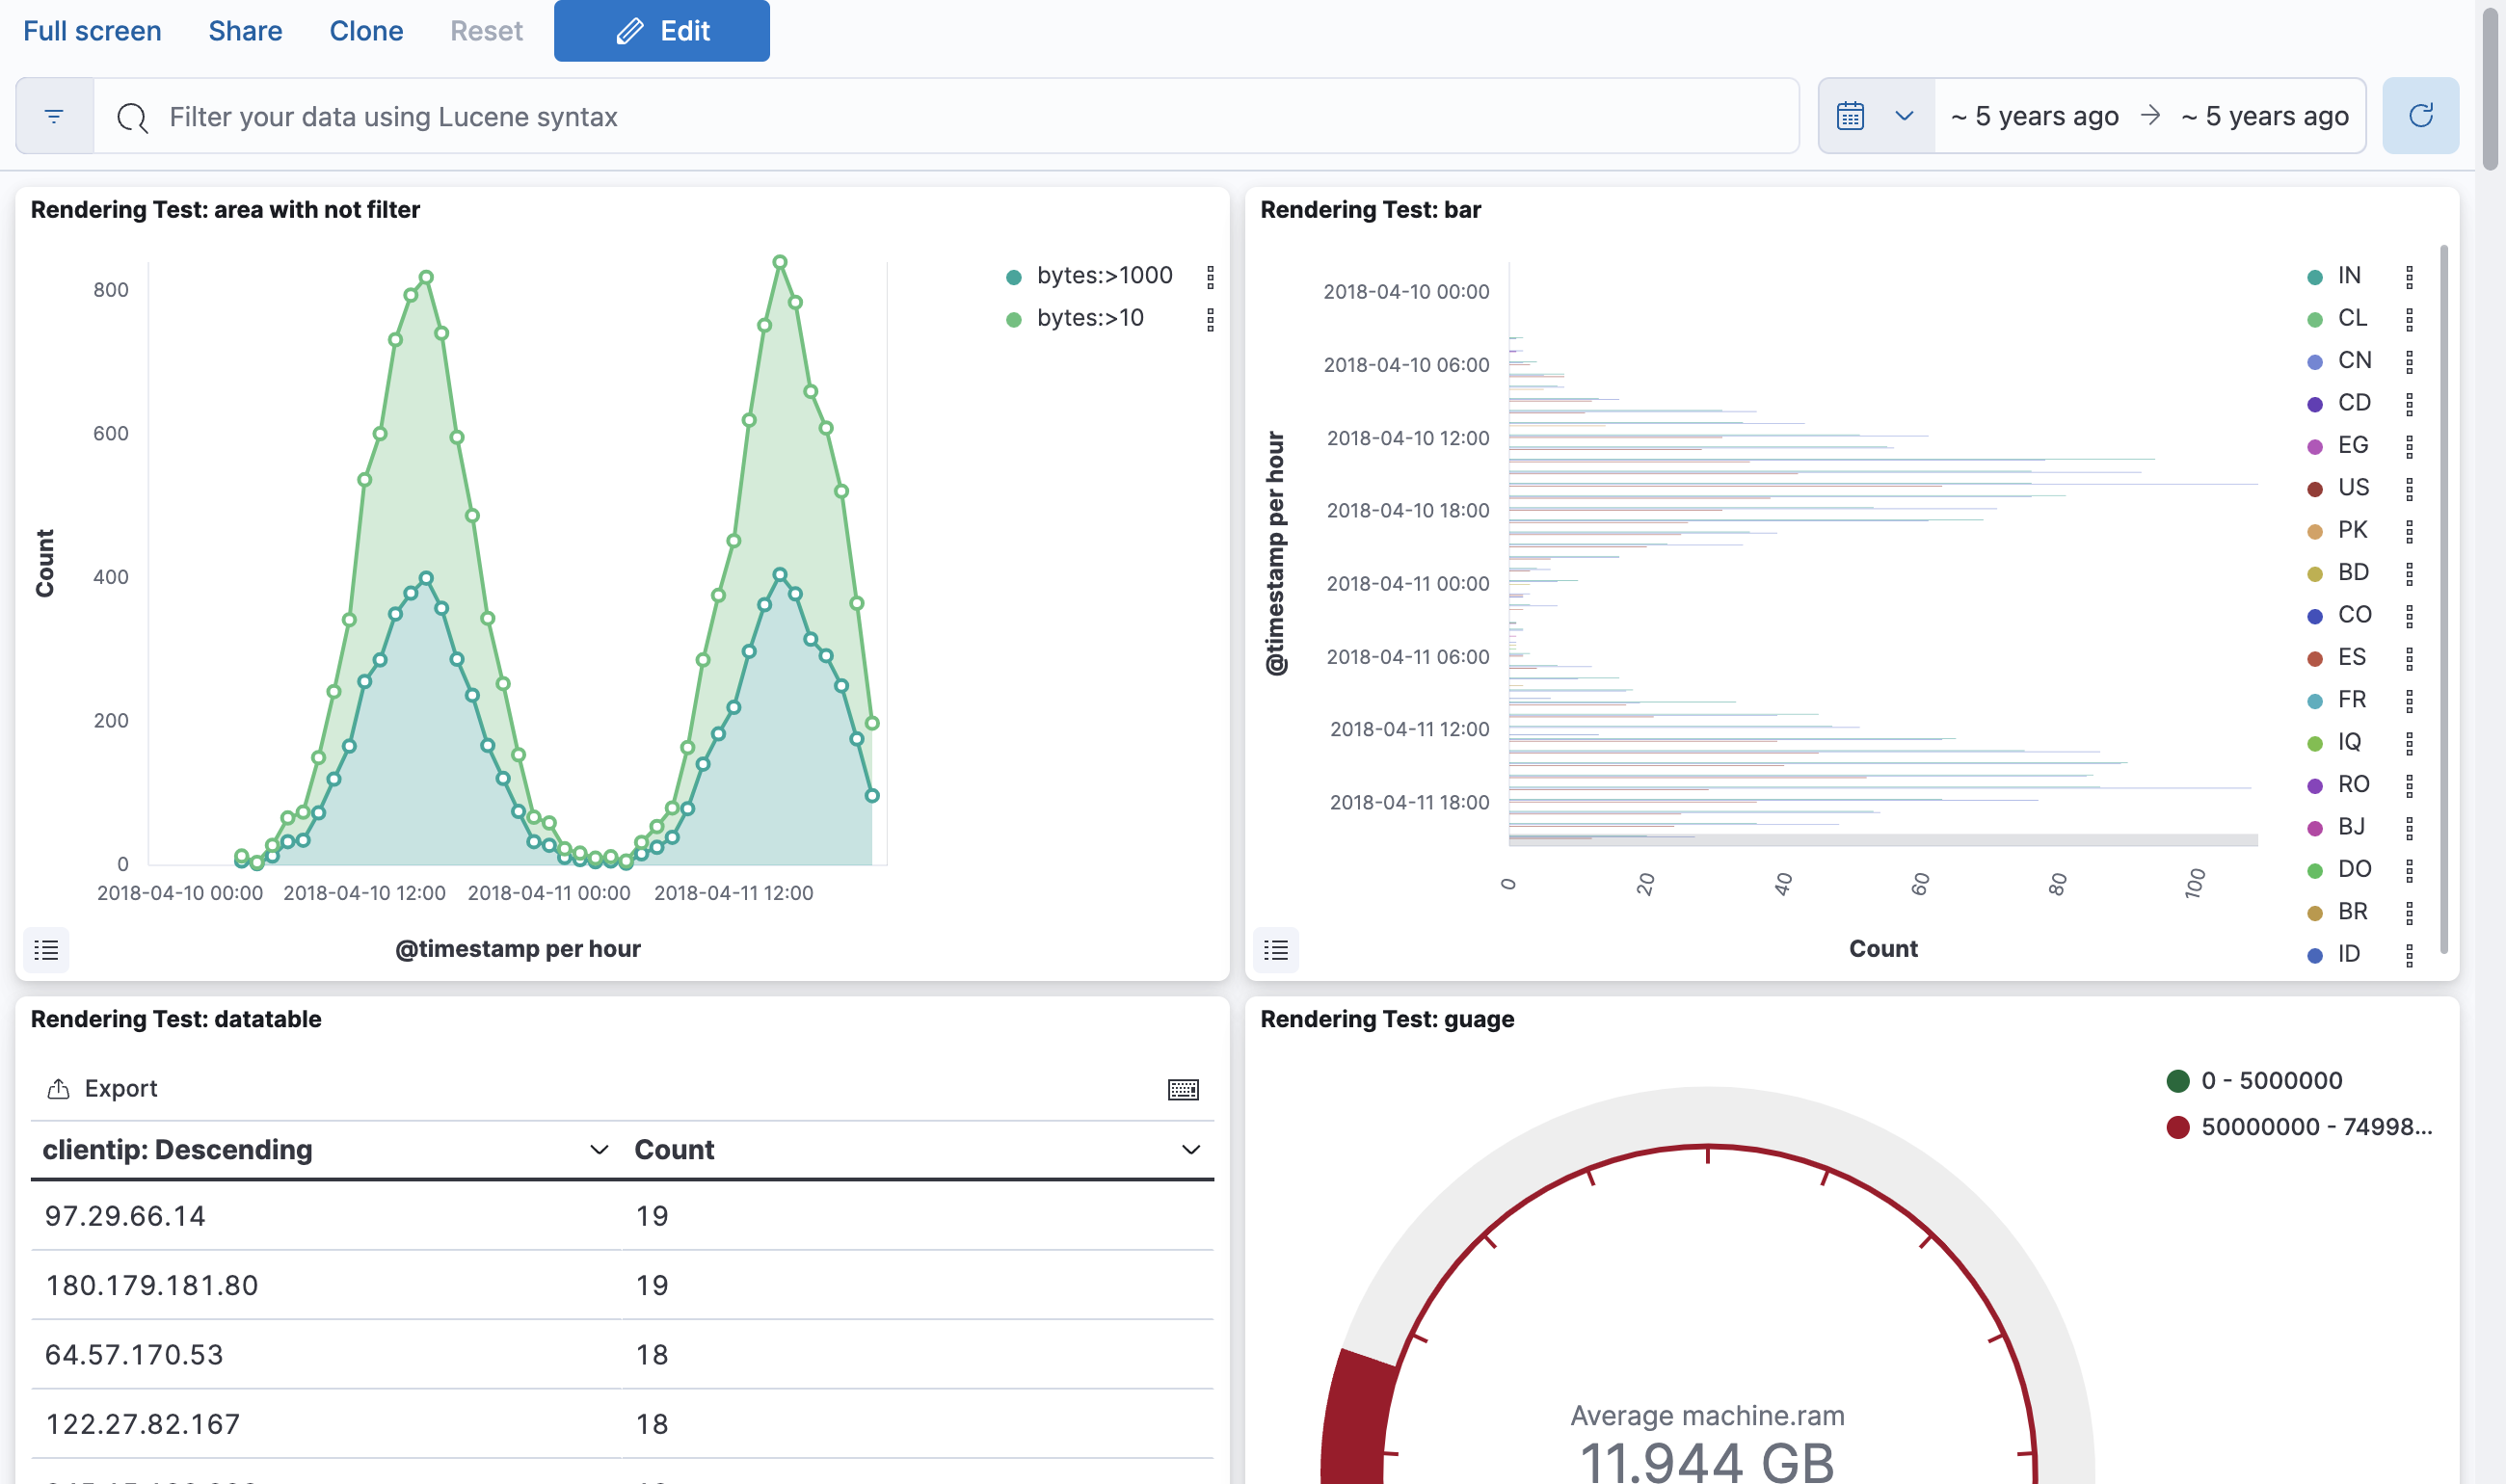 Full screen Share Clone Reset Edit
Filter your data using Lucene syntax
~ 5 years ago → ~ 5 years ago
Rendering Test: area with not filter
800
600
400
200
0
Count
2018-04-10 00:00 2018-04-10 12:00 2018-04-11 00:00 2018-04-11 12:00
@timestamp per hour
bytes:>1000
bytes:>10
Rendering Test: bar
@timestamp per hour
2018-04-10 00:00
2018-04-10 06:00
2018-04-10 12:00
2018-04-10 18:00
2018-04-11 00:00
2018-04-11 06:00
2018-04-11 12:00
2018-04-11 18:00
0 20 40 60 80 100
Count
IN
CL
CN
CD
EG
US
PK
BD
CO
ES
FR
IQ
RO
BJ
DO
BR
ID
Rendering Test: datatable
Export
clientip: Descending Count
97.29.66.14 19
180.179.181.80 19
64.57.170.53 18
122.27.82.167 18
Rendering Test: guage
0 - 5000000
50000000 - 74998...
Average machine.ram
11.944 GB